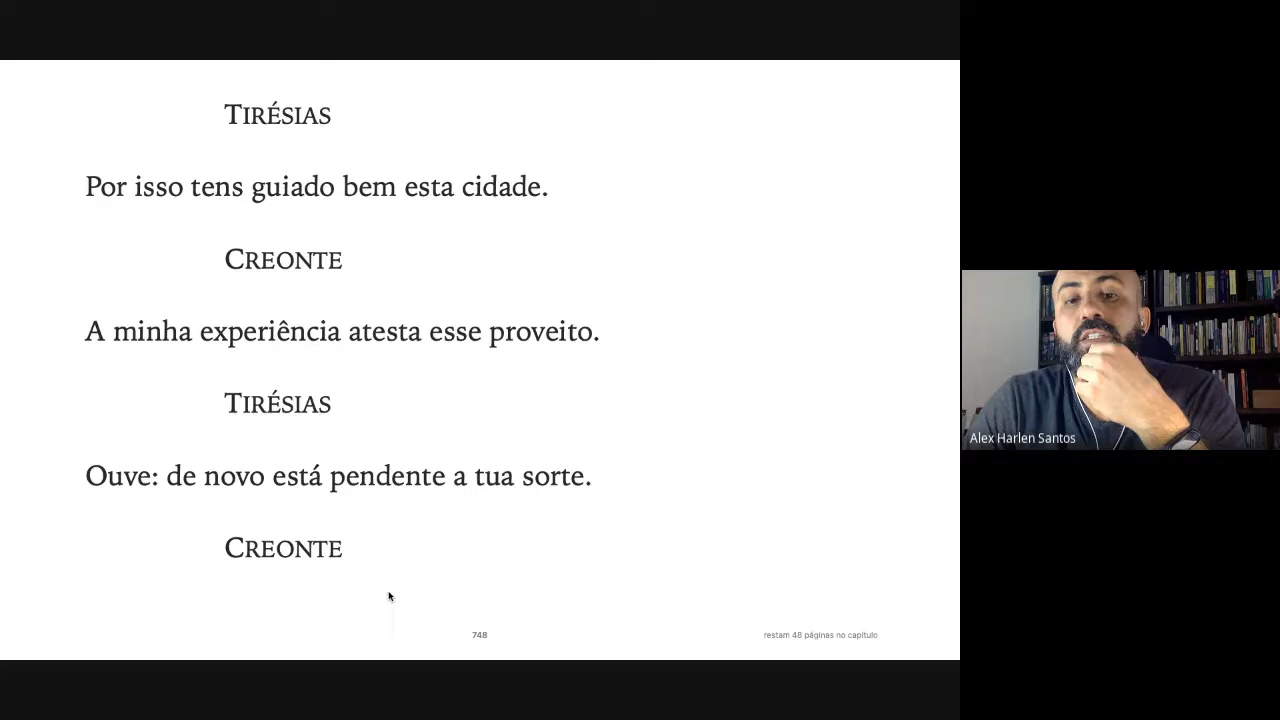 TIRÉSIAS
Por isso tens guiado bem esta cidade.
CREONTE
A minha experiência atesta esse proveito.
TIRÉSIAS
Ouve: de novo está pendente a tua sorte.
CREONTE
748
restam 48 páginas no capítulo
Alex Harlen Santos